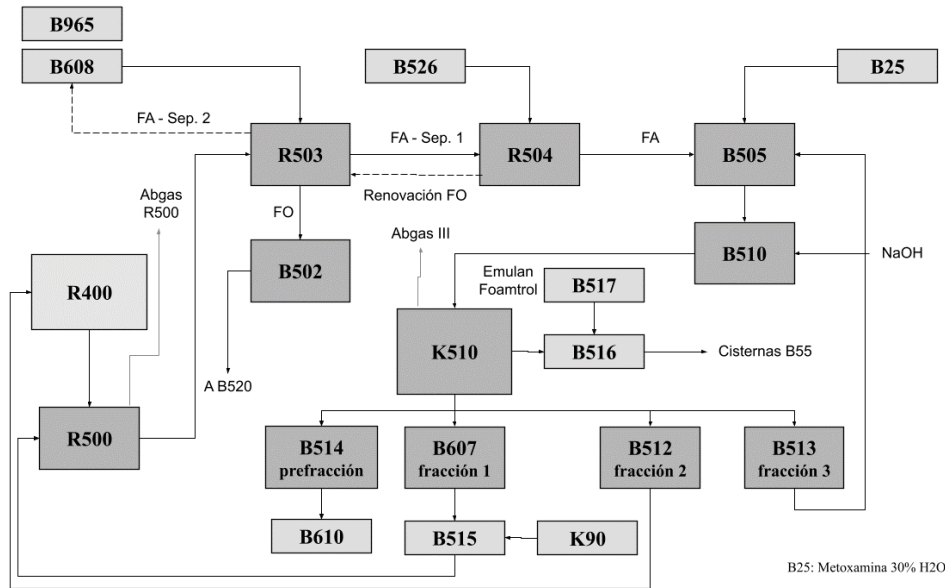 B965
B608
B526
B25
FA - Sep. 2
R503
FA - Sep. 1
R504
FA
B505
Renovación FO
Abgas
R500
FO
Abgas III
B502
B510
NaOH
R400
Emulan
Foamtrol
B517
K510
B516
Cisternas B55
A B520
R500
B514
prefracción
B607
fracción 1
B512
fracción 2
B513
fracción 3
B610
B515
K90
B25: Metoxamina 30% H2O